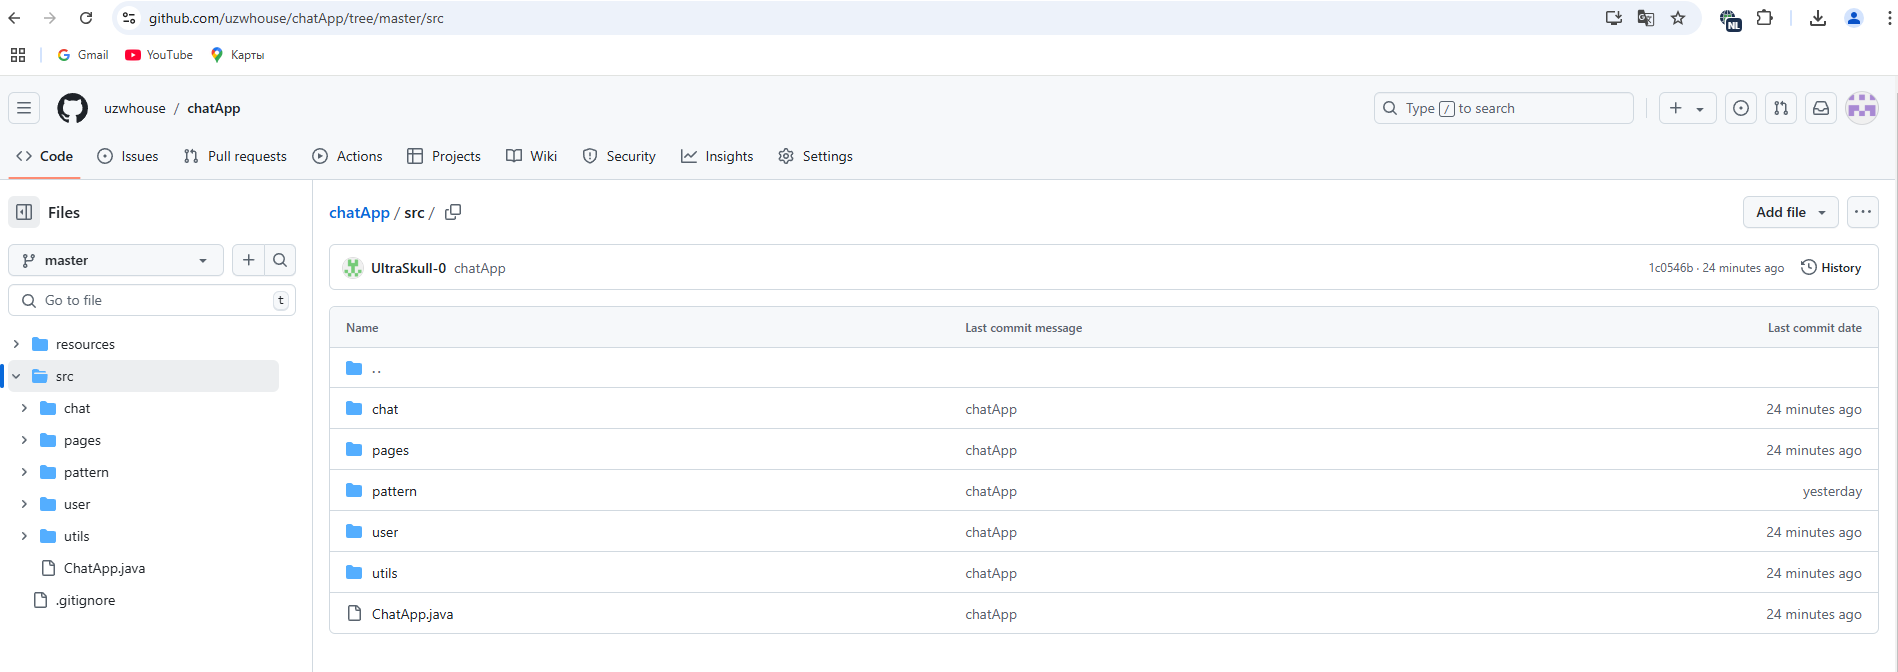 github.com/uzwhouse/chatApp/tree/master/src
NL
Gmail YouTube Карты
uzwhouse / chatApp
Type / to search
Code Issues Pull requests Actions Projects Wiki Security Insights Settings
Files
master
Go to file t
resources
src
chat
pages
pattern
user
utils
ChatApp.java
.gitignore
chatApp / src /
Add file
UltraSkull-0 chatApp 1c0546b · 24 minutes ago History
Name Last commit message Last commit date
..
chat chatApp 24 minutes ago
pages chatApp 24 minutes ago
pattern chatApp yesterday
user chatApp 24 minutes ago
utils chatApp 24 minutes ago
ChatApp.java chatApp 24 minutes ago